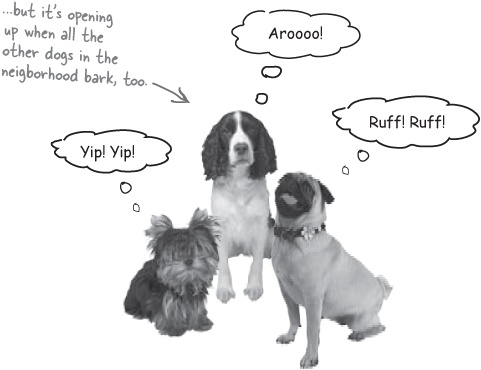 ...but it's opening
up when all the
other dogs in the
neigborhood bark, too.
Aroooo!
Ruff! Ruff!
Yip! Yip!